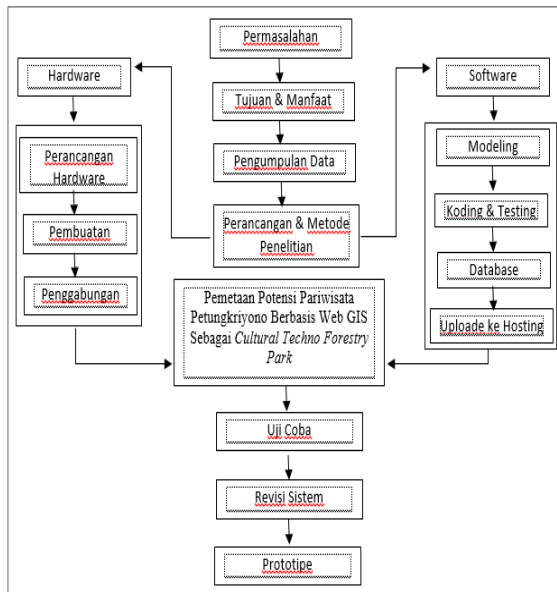 Permasalahan
Hardware
Software
Tujuan & Manfaat
Pengumpulan Data
Perancangan & Metode
Penelitian
Perancangan
Hardware
Pembuatan
Penggabungan
Modeling
Koding & Testing
Database
Uploade ke Hosting
Pemetaan Potensi Pariwisata
Petungkriyono Berbasis Web GIS
Sebagai Cultural Techno Forestry
Park
Uji Coba
Revisi Sistem
Prototipe